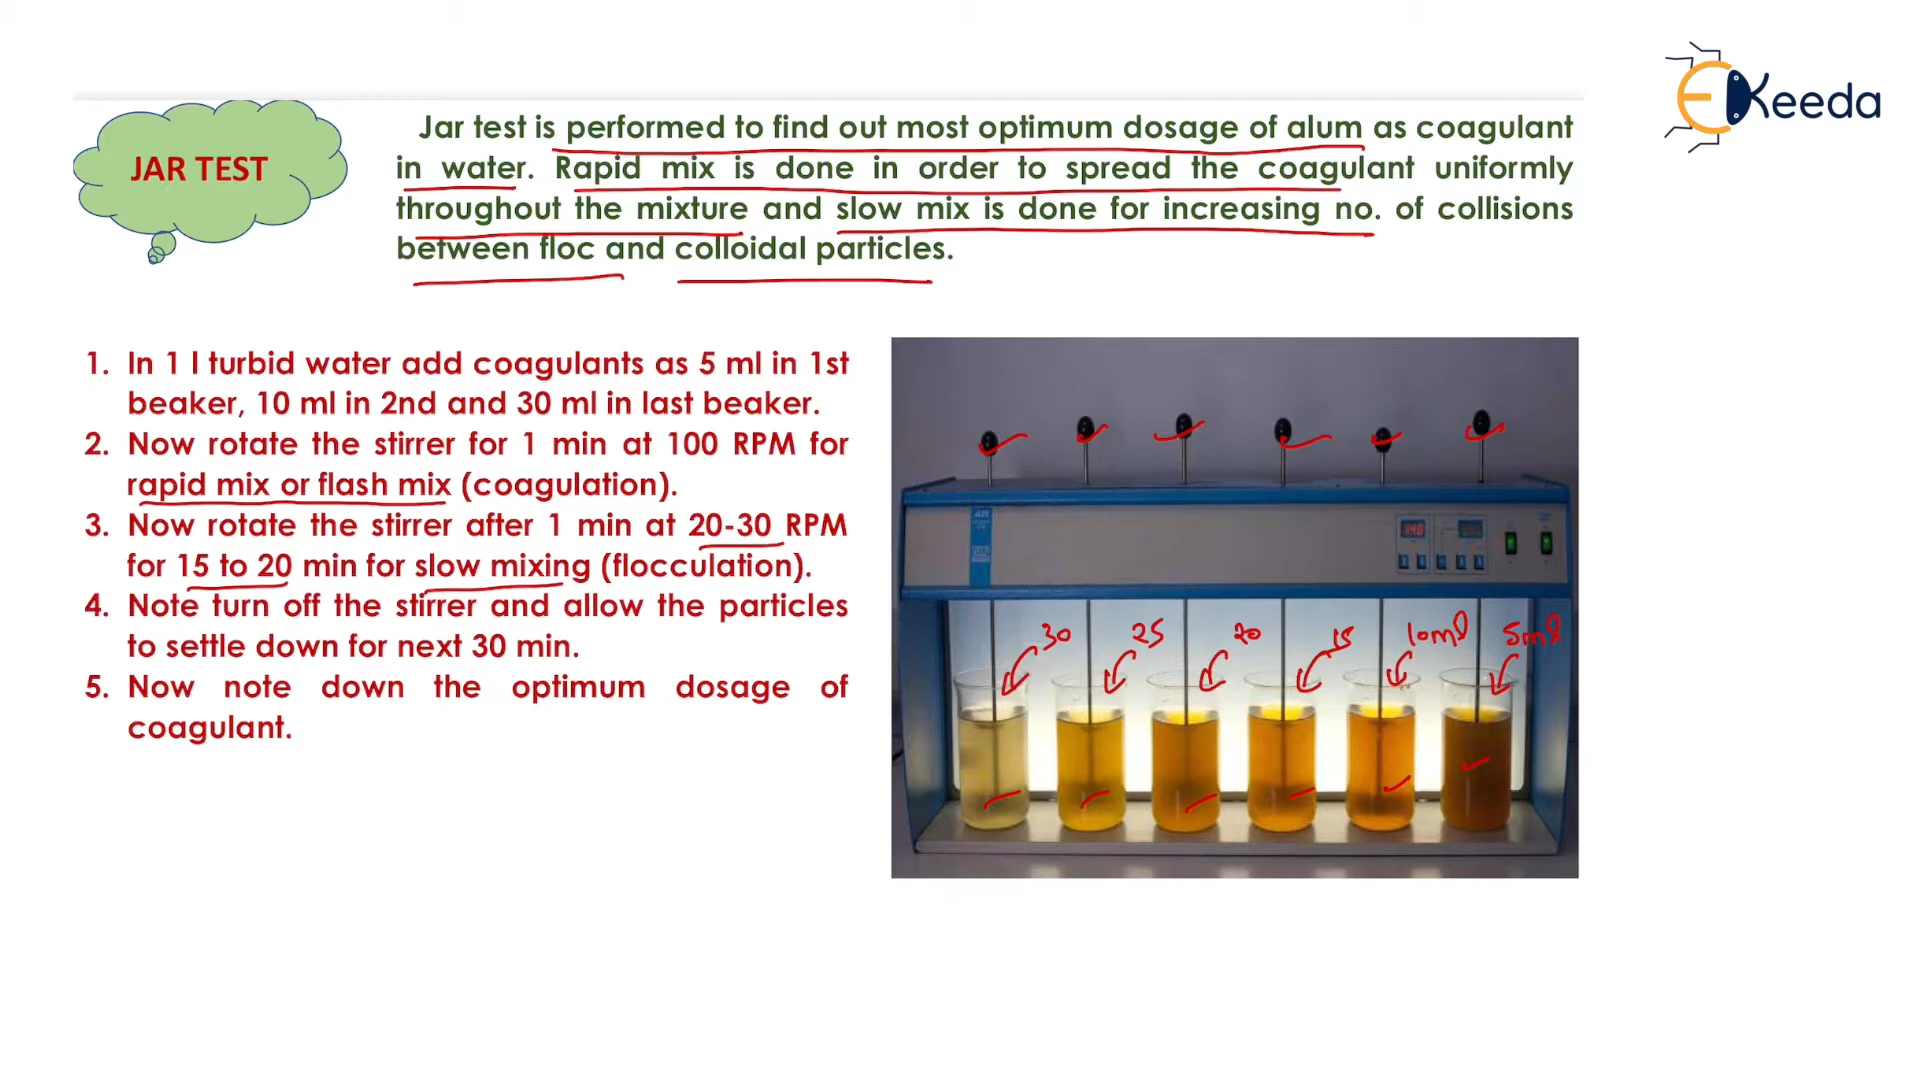 Keeda
JAR TEST
Jar test is performed to find out most optimum dosage of alum as coagulant
in water. Rapid mix is done in order to spread the coagulant uniformly
throughout the mixture and slow mix is done for increasing no. of collisions
between floc and colloidal particles.
1. In 1 l turbid water add coagulants as 5 ml in 1st
beaker, 10 ml in 2nd and 30 ml in last beaker.
2. Now rotate the stirrer for 1 min at 100 RPM for
rapid mix or flash mix (coagulation).
3. Now rotate the stirrer after 1 min at 20-30 RPM
for 15 to 20 min for slow mixing (flocculation).
4. Note turn off the stirrer and allow the particles
to settle down for next 30 min.
5. Now note down the optimum dosage of
coagulant.
30 25 20 15 10ml 5ml